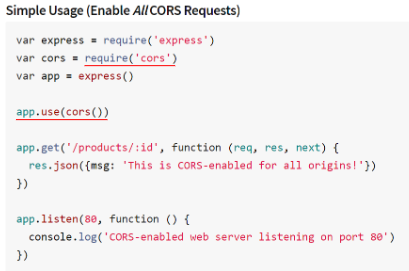 Simple Usage (Enable All CORS Requests)
var express = require('express')
var cors = require('cors')
var app = express()
app.use(cors())
app.get('/products/:id', function (req, res, next) {
  res.json({msg: 'This is CORS-enabled for all origins!'})
})
app.listen(80, function () {
  console.log('CORS-enabled web server listening on port 80')
})